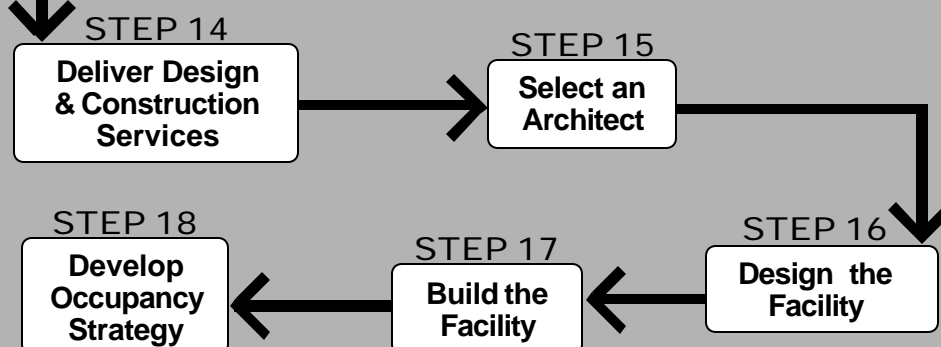 STEP 14
Deliver Design
& Construction
Services
STEP 15
Select an
Architect
STEP 16
Design the
Facility
STEP 17
Build the
Facility
STEP 18
Develop
Occupancy
Strategy